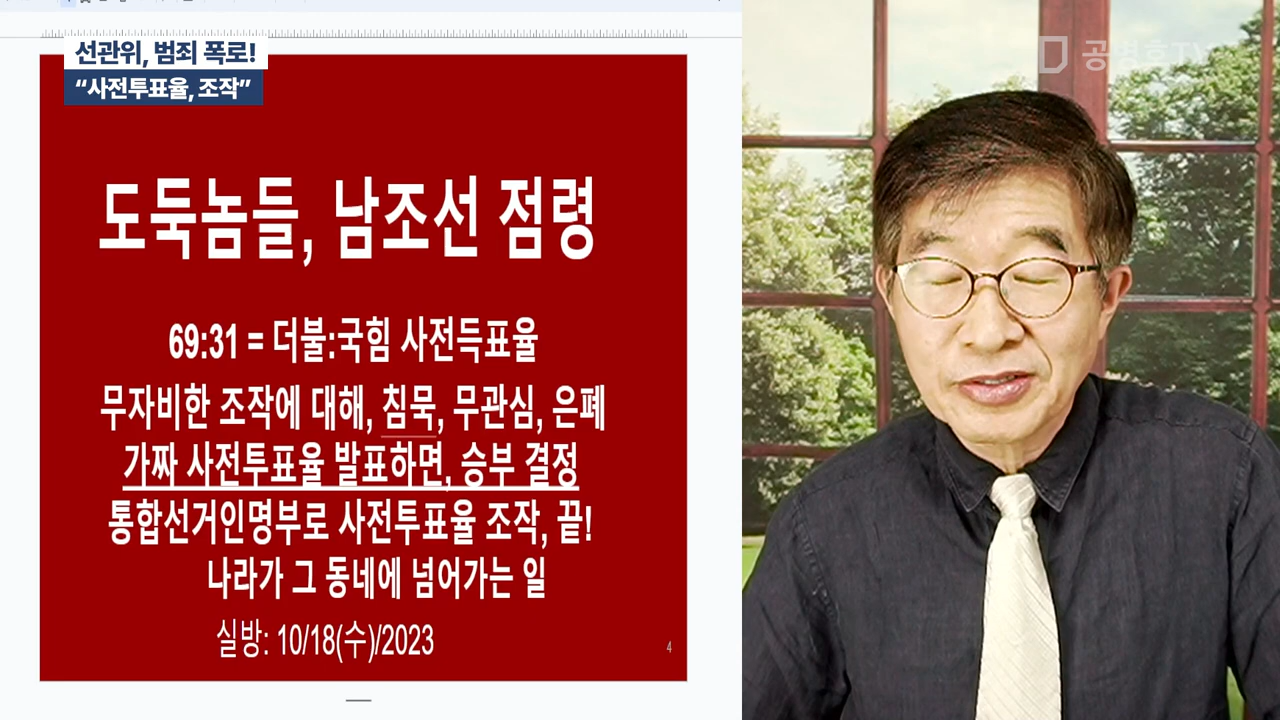 선관위, 범죄 폭로!
“사전투표율, 조작”
공병호TV
도둑놈들, 남조선 점령
69:31 = 더불:국힘 사전득표율
무자비한 조작에 대해, 침묵, 무관심, 은폐
가짜 사전투표율 발표하면, 승부 결정
통합선거인명부로 사전투표율 조작, 끝!
나라가 그 동네에 넘어가는 일
실방: 10/18(수)/2023
4